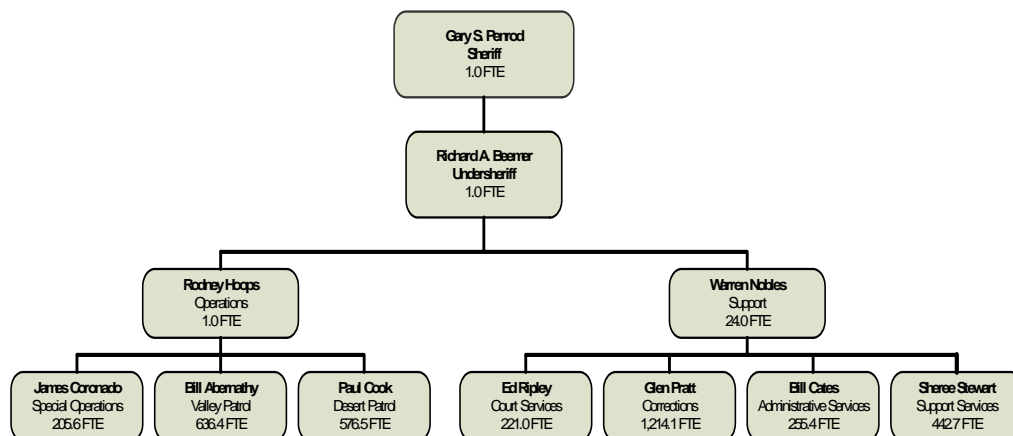 Gary S. Penrod
Sheriff
1.0 FTE
Richard A. Beemer
Undersheriff
1.0 FTE
Rodney Hoops
Operations
1.0 FTE
Warren Nobles
Support
24.0 FTE
James Coronado
Special Operations
205.6 FTE
Bill Abernathy
Valley Patrol
636.4 FTE
Paul Cook
Desert Patrol
576.5 FTE
Ed Ripley
Court Services
221.0 FTE
Glen Pratt
Corrections
1,214.1 FTE
Bill Cates
Administrative Services
255.4 FTE
Sheree Stewart
Support Services
442.7 FTE